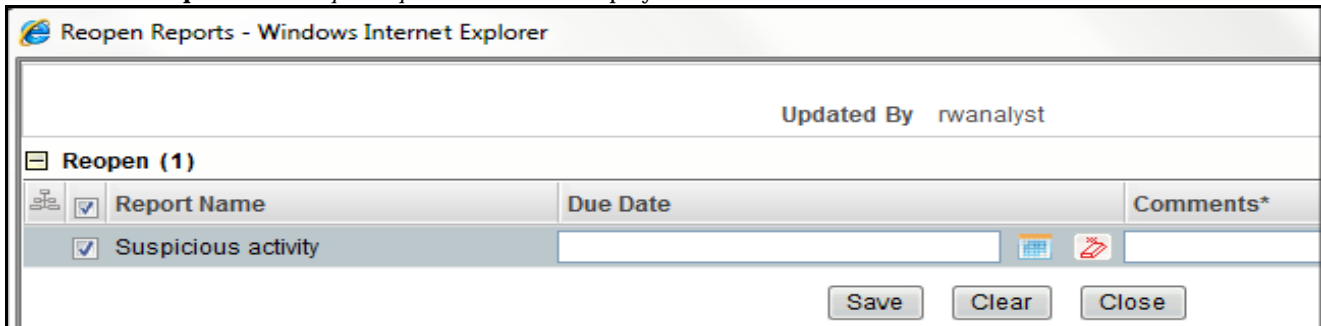 Reopen Reports - Windows Internet Explorer
Updated By rwanalyst
Reopen (1)
Report Name Due Date Comments*
Suspicious activity
Save Clear Close